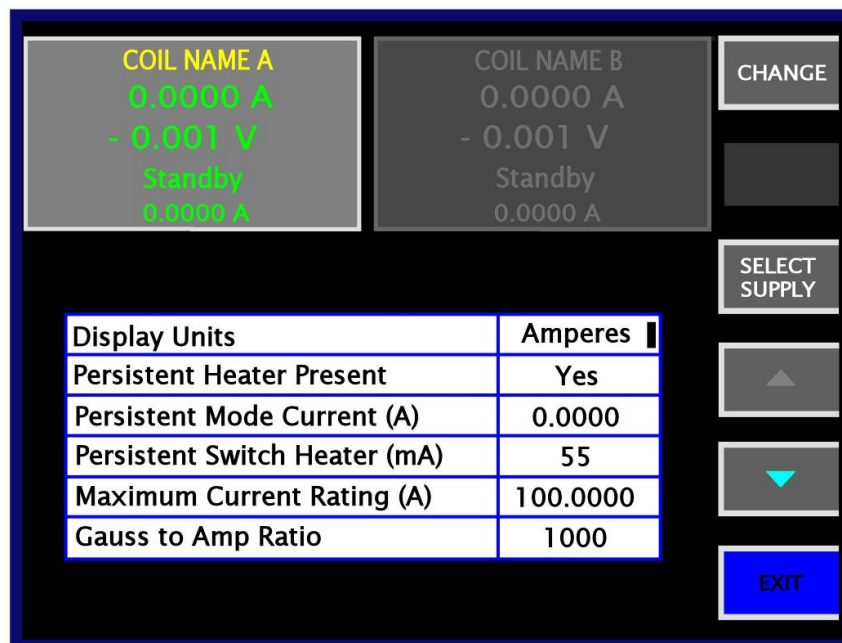 COIL NAME A
0.0000 A
- 0.001 V
Standby
0.0000 A
COIL NAME B
0.0000 A
- 0.001 V
Standby
0.0000 A
CHANGE
SELECT
SUPPLY
Display Units Amperes
Persistent Heater Present Yes
Persistent Mode Current (A) 0.0000
Persistent Switch Heater (mA) 55
Maximum Current Rating (A) 100.0000
Gauss to Amp Ratio 1000
EXIT